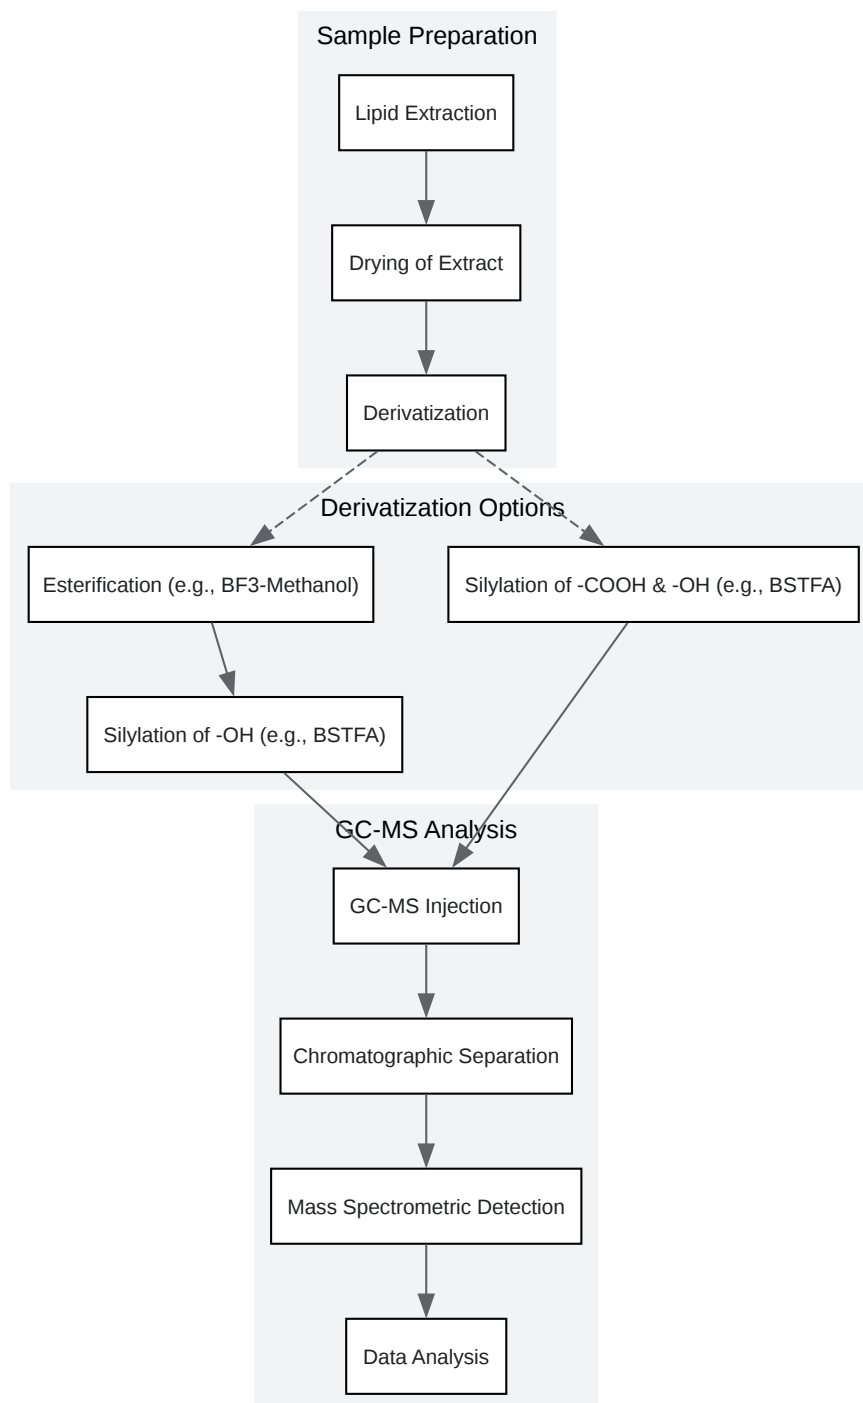 Sample Preparation
Lipid Extraction
Drying of Extract
Derivatization
Derivatization Options
Esterification (e.g., BF3-Methanol)
Silylation of -COOH & -OH (e.g., BSTFA)
Silylation of -OH (e.g., BSTFA)
GC-MS Analysis
GC-MS Injection
Chromatographic Separation
Mass Spectrometric Detection
Data Analysis